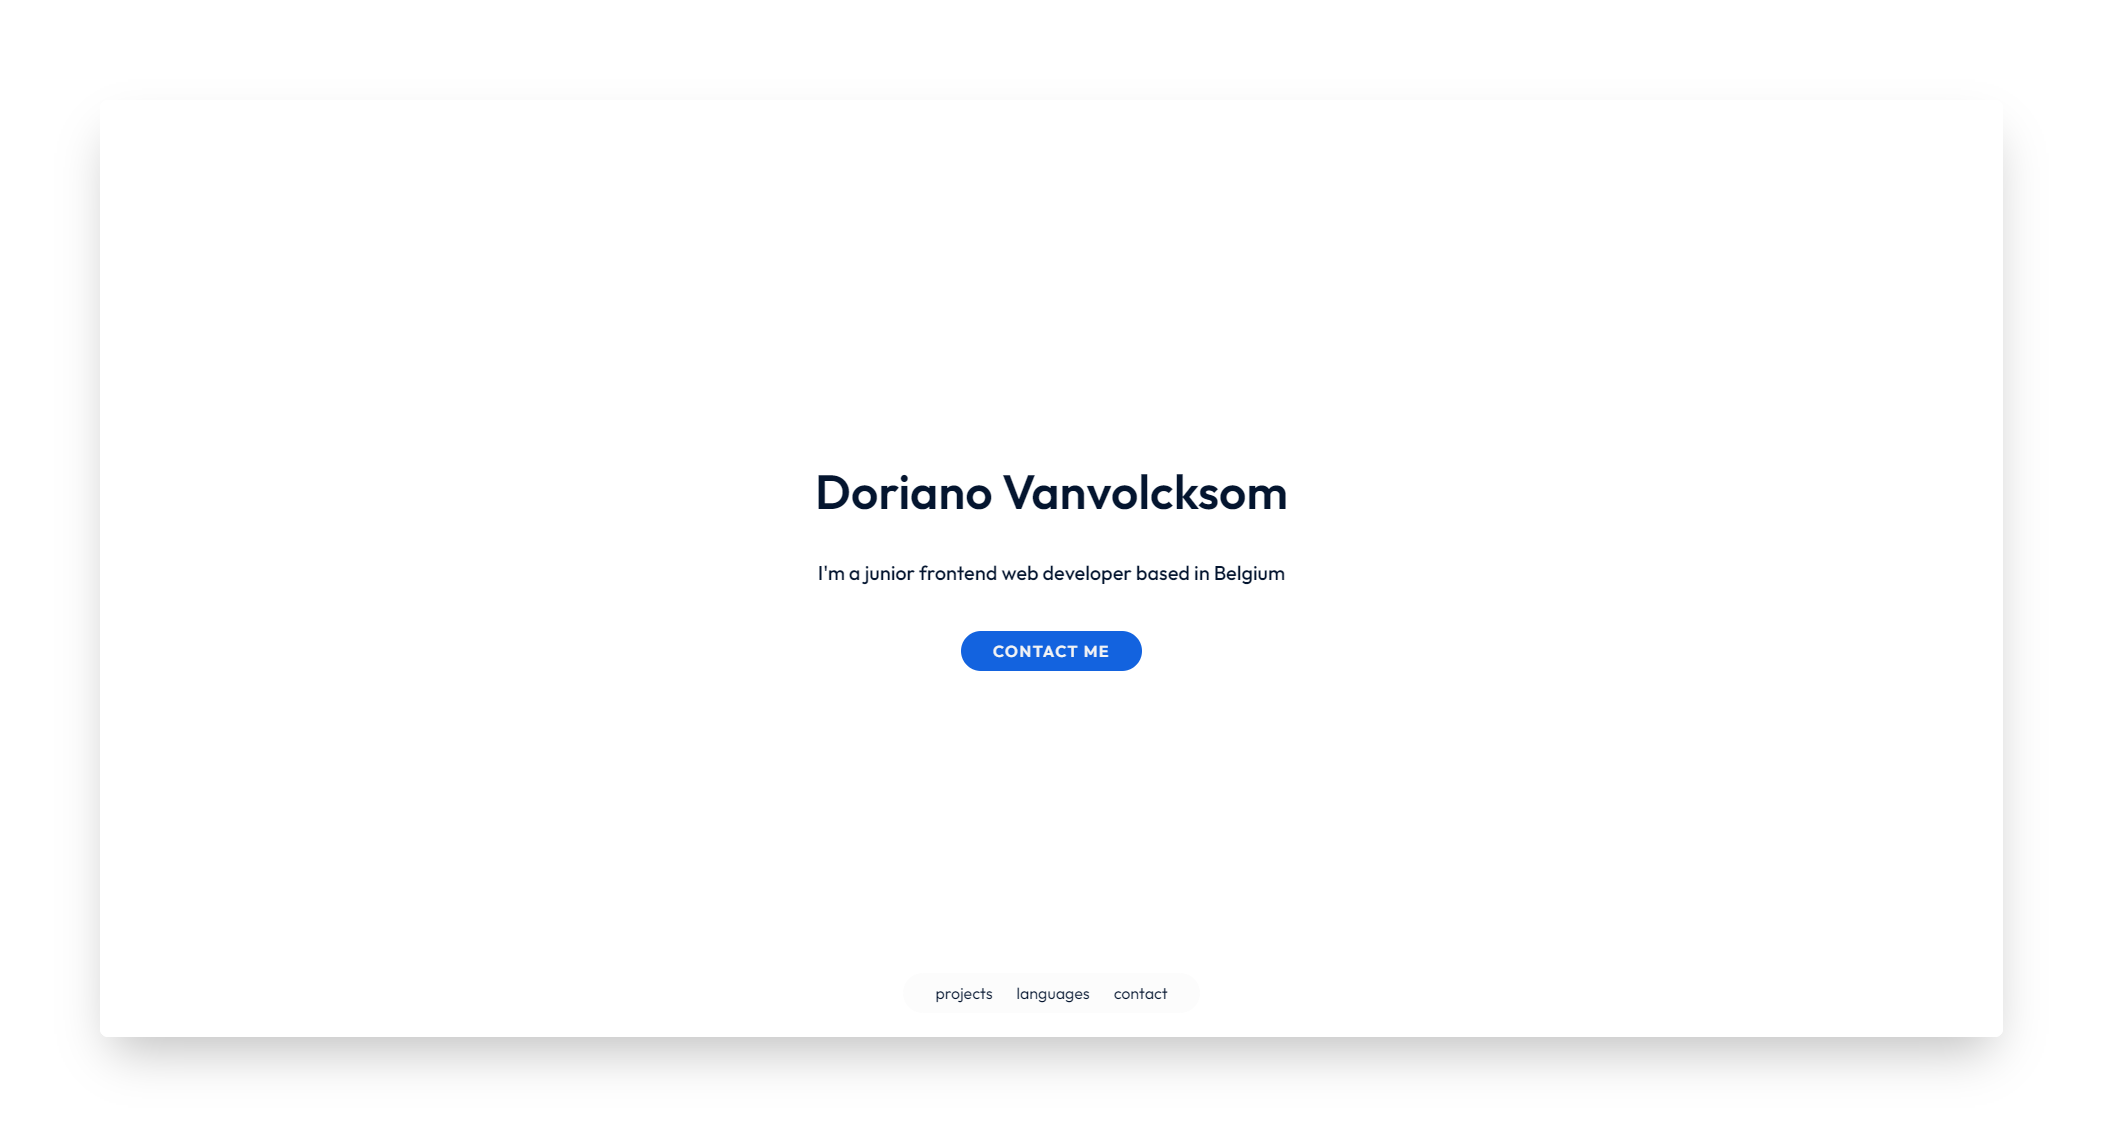 Doriano Vanvolcksom
I'm a junior frontend web developer based in Belgium
CONTACT ME
projects languages contact